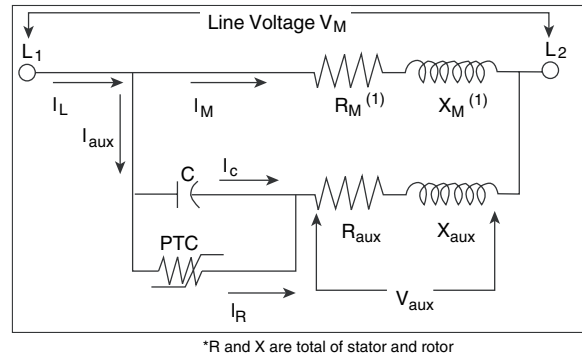 Line Voltage V_M
L_1
L_2
I_L
I_M
R_M^(1)
X_M^(1)
I_aux
C
I_c
PTC
R_aux
X_aux
I_R
V_aux
*R and X are total of stator and rotor